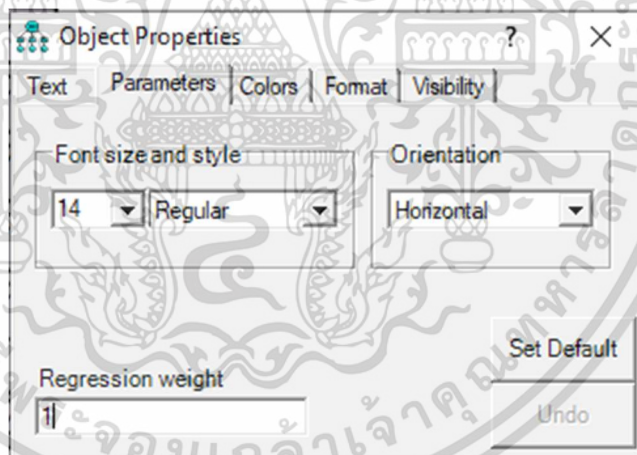 Object Properties ? ×
Text Parameters Colors Format Visibility
Font size and style Orientation
14 Regular Horizontal
Set Default
Regression weight
1 Undo